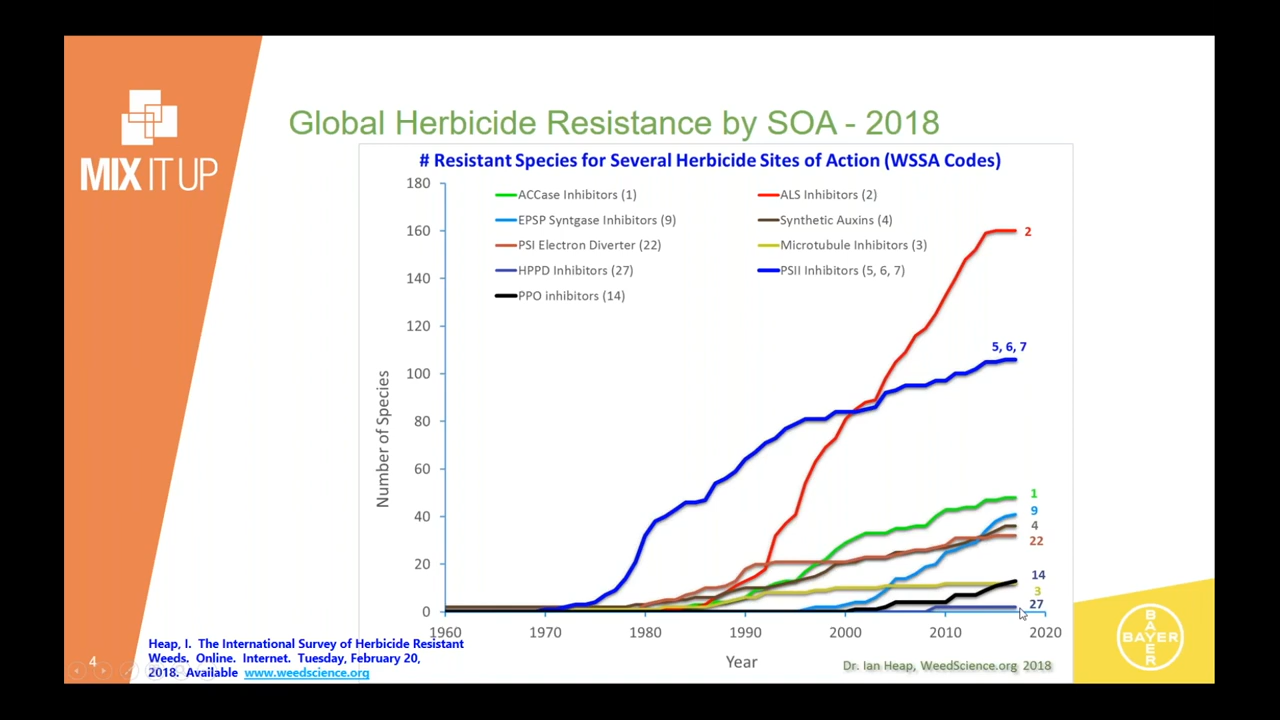 Global Herbicide Resistance by SOA - 2018
MIX IT UP
# Resistant Species for Several Herbicide Sites of Action (WSSA Codes)
180
160
140
120
100
80
60
40
20
0
Number of Species
ACCase Inhibitors (1)
ALS Inhibitors (2)
EPSP Syntgase Inhibitors (9)
Synthetic Auxins (4)
PSI Electron Diverter (22)
Microtubule Inhibitors (3)
HPPD Inhibitors (27)
PSII Inhibitors (5, 6, 7)
PPO inhibitors (14)
2
5, 6, 7
1
9
4
22
14
3
27
1960
1970
1980
1990
2000
2010
2020
Year
Heap, I. The International Survey of Herbicide Resistant
Weeds. Online. Internet. Tuesday, February 20,
2018. Available www.weedscience.org
Dr. Ian Heap, WeedScience.org 2018
4
BAYER
BAYER